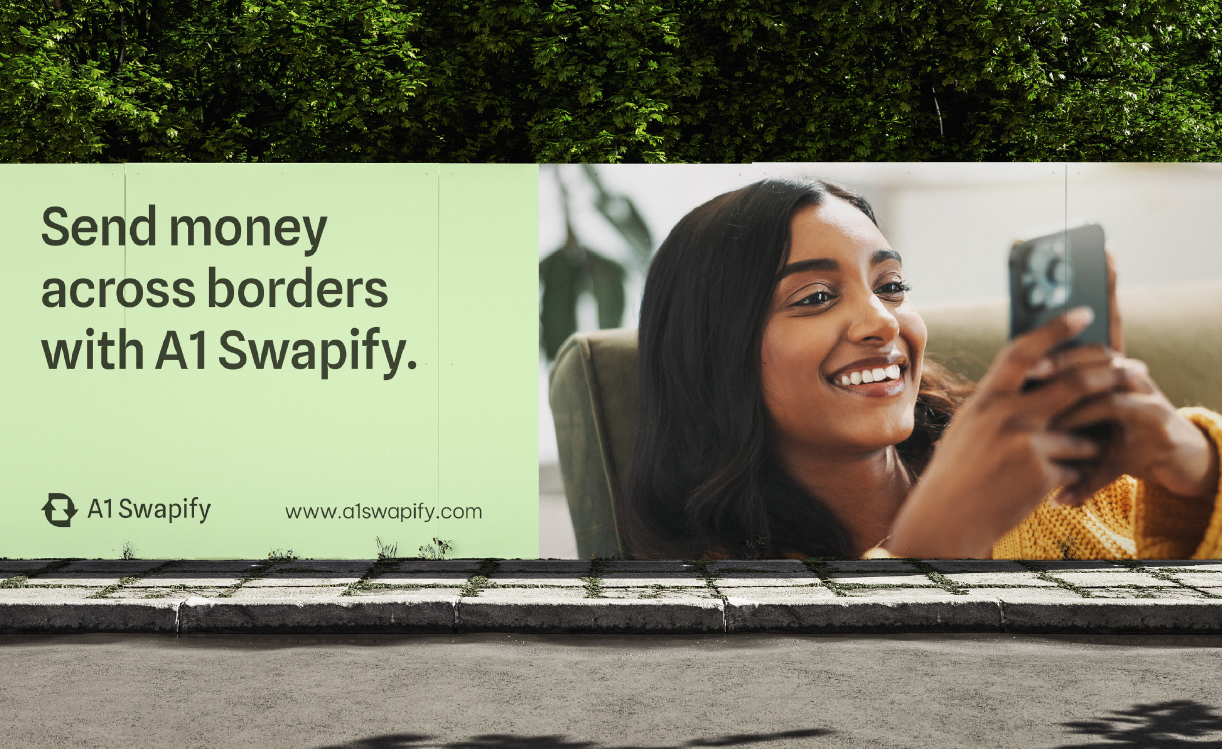 Send money
across borders
with A1 Swapify.
A1 Swapify
www.a1swapify.com